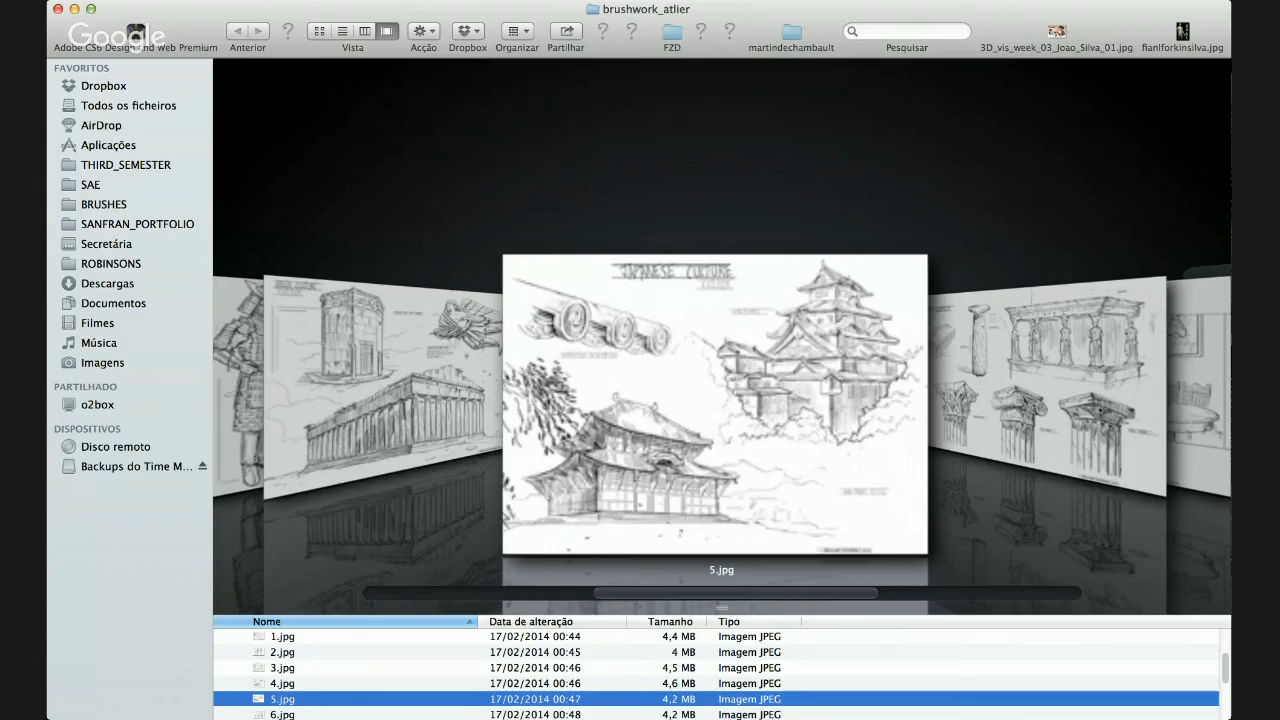 brushwork_atlier
Google
Adobe CS6 Design and Web Premium
Anterior
Vista
Acção
Dropbox
Organizar
Partilhar
FZD
martindechambault
Pesquisar
3D_vis_week_03_Joao_Silva_01.jpg
fianlforkinsilva.jpg
FAVORITOS
Dropbox
Todos os ficheiros
AirDrop
Aplicações
THIRD_SEMESTER
SAE
BRUSHES
SANFRAN_PORTFOLIO
Secretária
ROBINSONS
Descargas
Documentos
Filmes
Música
Imagens
PARTILHADO
o2box
DISPOSITIVOS
Disco remoto
Backups do Time M...
JAPANESE CULTURE
5.jpg
Nome Data de alteração Tamanho Tipo
1.jpg 17/02/2014 00:44 4,4 MB Imagem JPEG
2.jpg 17/02/2014 00:45 4 MB Imagem JPEG
3.jpg 17/02/2014 00:46 4,5 MB Imagem JPEG
4.jpg 17/02/2014 00:46 4,6 MB Imagem JPEG
5.jpg 17/02/2014 00:47 4,2 MB Imagem JPEG
6.jpg 17/02/2014 00:48 4,2 MB Imagem JPEG